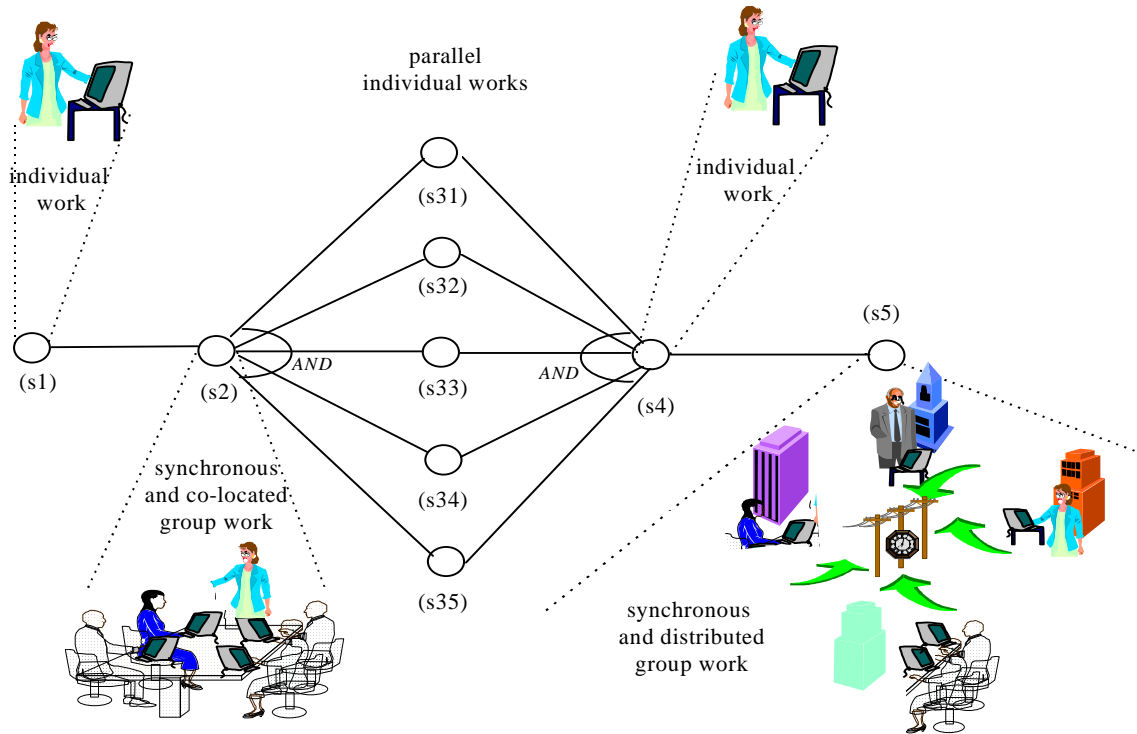 parallel
individual works
individual
work
individual
work
(s31)
(s32)
(s5)
(s1)
(s2)
AND
(s33)
AND
(s4)
(s34)
synchronous
and co-located
group work
(s35)
synchronous
and distributed
group work